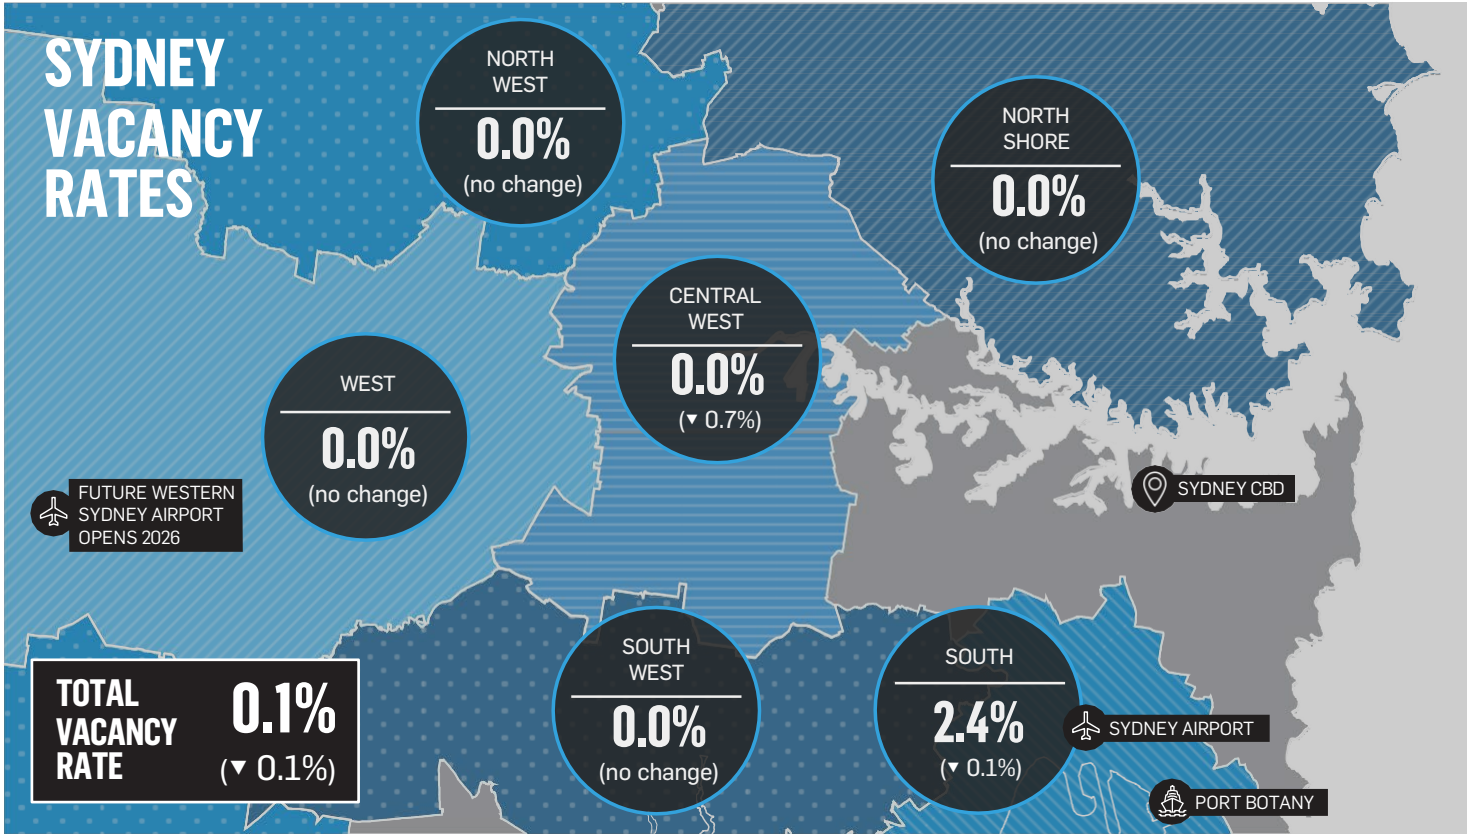 SYDNEY
VACANCY
RATES
NORTH
WEST
0.0%
(no change)
NORTH
SHORE
0.0%
(no change)
CENTRAL
WEST
0.0%
(▼ 0.7%)
WEST
0.0%
(no change)
FUTURE WESTERN
SYDNEY AIRPORT
OPENS 2026
SYDNEY CBD
SOUTH
WEST
0.0%
(no change)
SOUTH
2.4%
(▼ 0.1%)
SYDNEY AIRPORT
PORT BOTANY
TOTAL
VACANCY
RATE
0.1%
(▼ 0.1%)